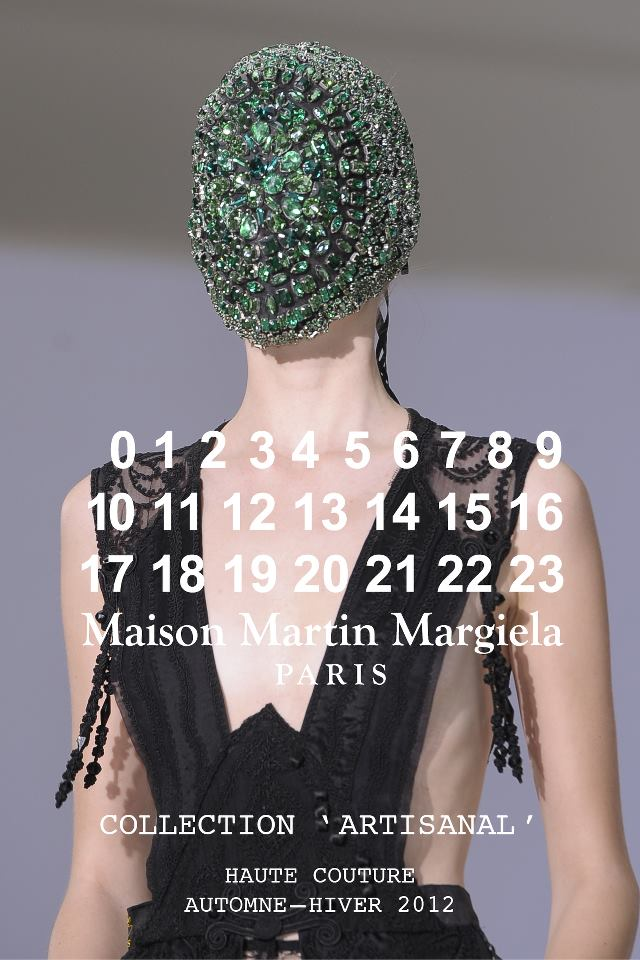 0 1 2 3 4 5 6 7 8 9
10 11 12 13 14 15 16
17 18 19 20 21 22 23
Maison Martin Margiela
PARIS
COLLECTION ‘ARTISANAL’
HAUTE COUTURE
AUTOMNE—HIVER 2012